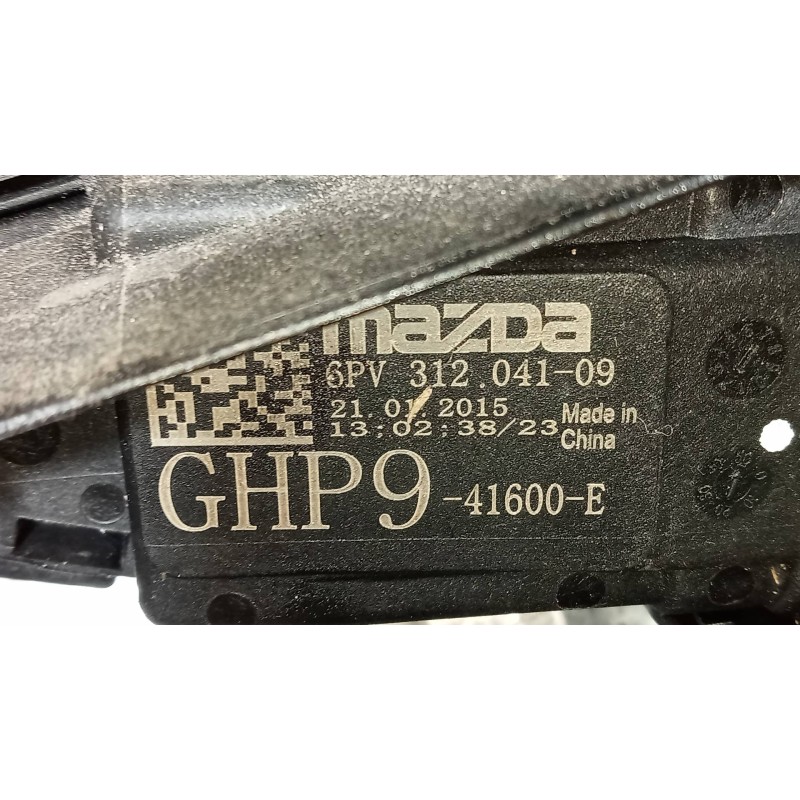 mazda
6PV 312.041-09
21.01.2015
13:02:38/23
Made in
China
GHP9-41600-E